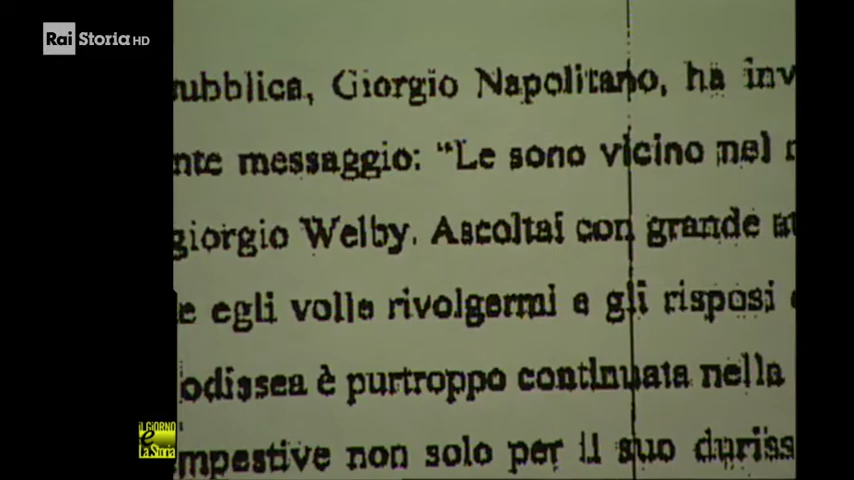 Rai Storia HD
ubblica, Giorgio Napolitano, ha inv
nte messaggio: "Le sono vicino nel
giorgio Welby. Ascoltai con grande at
e egli volle rivolgermi e gli risposi
odissea è purtroppo continuata nella
mpestive non solo per il suo duriss
IL GIORNO
e
La Storia